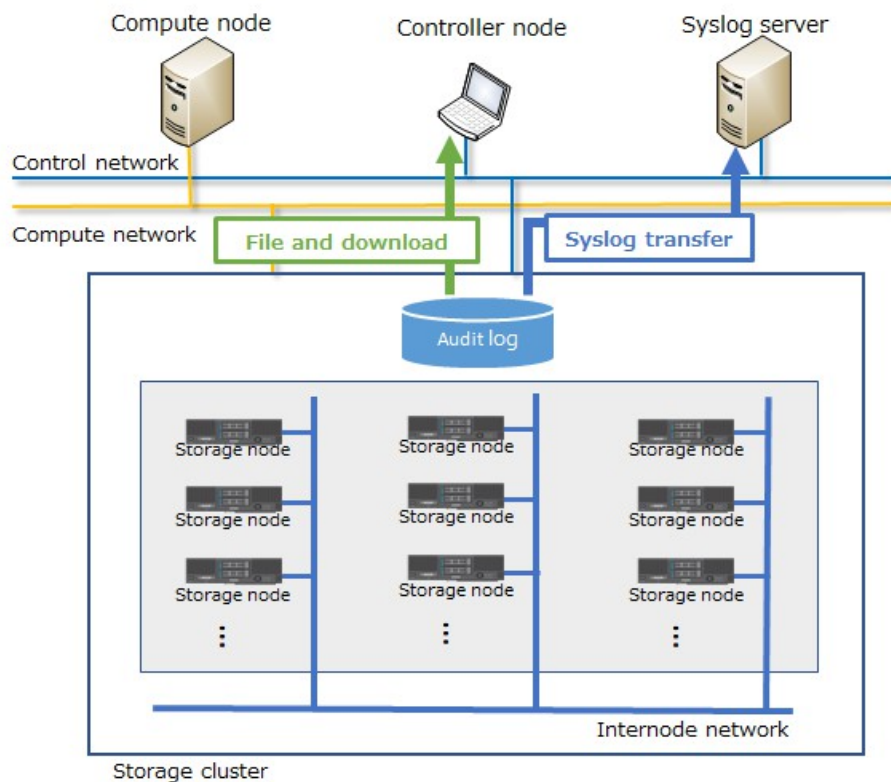 Compute node
Controller node
Syslog server
Control network
Compute network
File and download
Syslog transfer
Audit log
Storage node
Storage node
Storage node
Storage node
Storage node
Storage node
Storage node
Storage node
Storage node
Internode network
Storage cluster